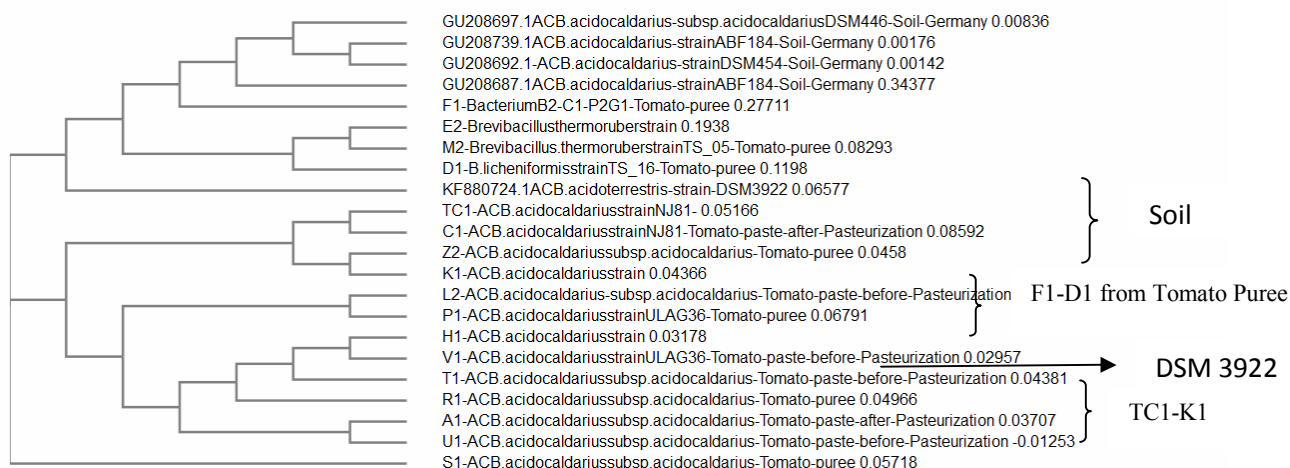 GU208697.1ACB.acidocaldarius-subsp.acidocaldariusDSM446-Soil-Germany 0.00836
GU208739.1ACB.acidocaldarius-strainABF184-Soil-Germany 0.00176
GU208692.1-ACB.acidocaldarius-strainDSM454-Soil-Germany 0.00142
GU208687.1ACB.acidocaldarius-strainABF184-Soil-Germany 0.34377
F1-BacteriumB2-C1-P2G1-Tomato-puree 0.27711
E2-Brevibacillusthermoruberstrain 0.1938
M2-Brevibacillus.thermoruberstrainTS_05-Tomato-puree 0.08293
D1-B.licheniformisstrainTS_16-Tomato-puree 0.1198
KF880724.1ACB.acidoterrestris-strain-DSM3922 0.06577
TC1-ACB.acidocaldariusstrainNJ81- 0.05166
C1-ACB.acidocaldariusstrainNJ81-Tomato-paste-after-Pasteurization 0.08592
Z2-ACB.acidocaldariussubsp.acidocaldarius-Tomato-puree 0.0458
K1-ACB.acidocaldariusstrain 0.04366
L2-ACB.acidocaldarius-subsp.acidocaldarius-Tomato-paste-before-Pasteurization
P1-ACB.acidocaldariusstrainULAG36-Tomato-puree 0.06791
H1-ACB.acidocaldariusstrain 0.03178
V1-ACB.acidocaldariusstrainULAG36-Tomato-paste-before-Pasteurization 0.02957
T1-ACB.acidocaldariussubsp.acidocaldarius-Tomato-paste-before-Pasteurization 0.04381
R1-ACB.acidocaldariussubsp.acidocaldarius-Tomato-puree 0.04966
A1-ACB.acidocaldariussubsp.acidocaldarius-Tomato-paste-after-Pasteurization 0.03707
U1-ACB.acidocaldariussubsp.acidocaldarius-Tomato-paste-before-Pasteurization -0.01253
S1-ACB.acidocaldariussubsp.acidocaldarius-Tomato-puree 0.05718
Soil
F1-D1 from Tomato Puree
DSM 3922
TC1-K1